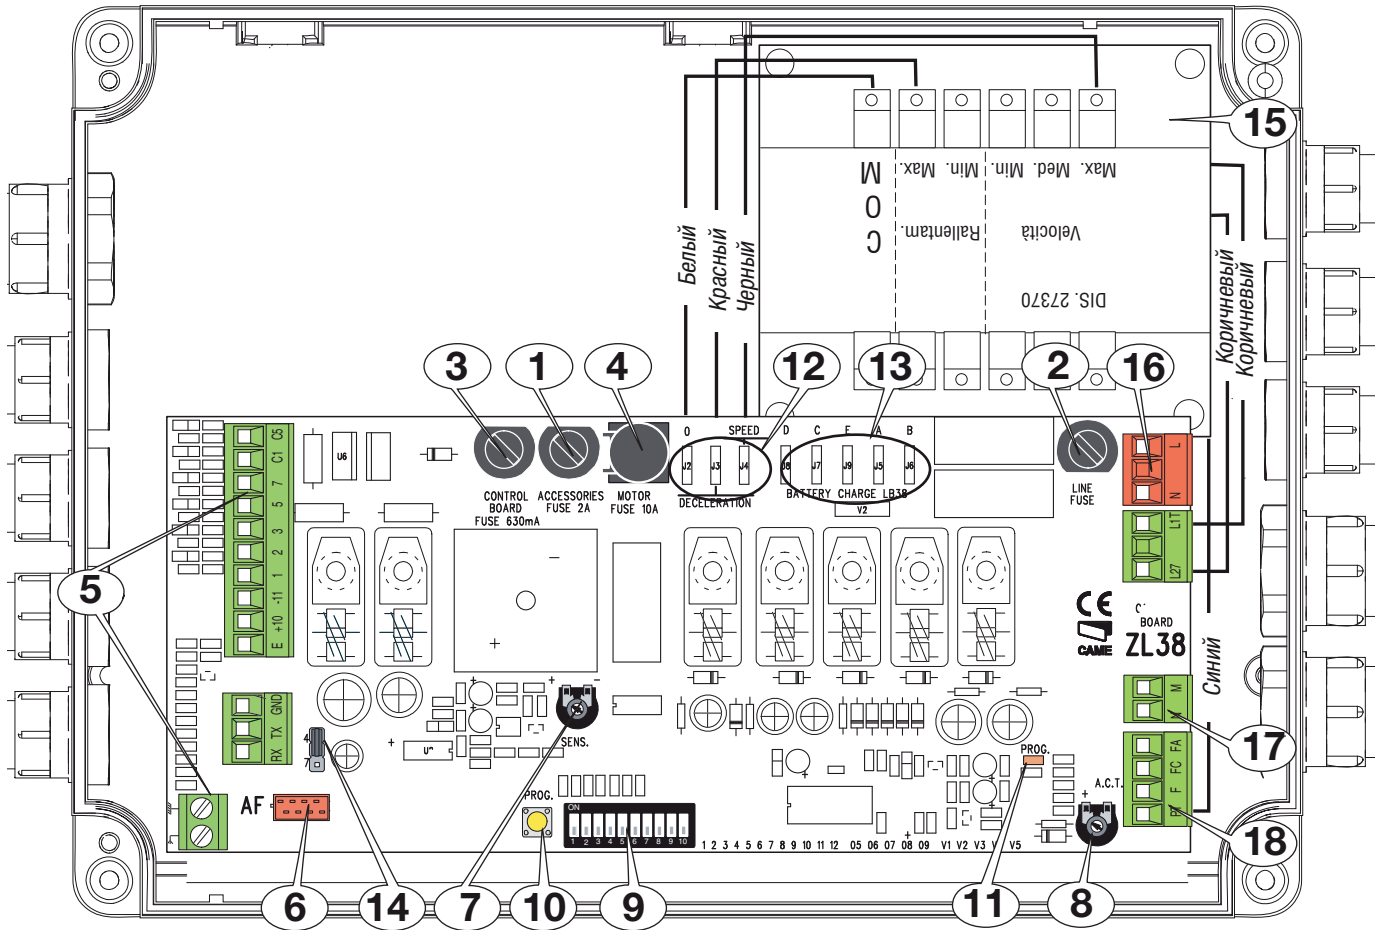 15
M
O
C
Max.
Min.
Min.
Med.
Max.
Rallentam.
Velocità
DIS. 27370
Белый
Красный
Черный
Коричневый
Коричневый
3
1
4
12
13
2
16
O SPEED D C E A B
J2 J3 J4 J8 J7 J9 J5 J6
DECELERATION
BATTERY CHARGE LB38
V2
CONTROL
BOARD
FUSE 630mA
ACCESSORIES
FUSE 2A
MOTOR
FUSE 10A
LINE
FUSE
U6
C5
C1
7
5
3
2
1
-11
+10
E
5
L
N
L1T
L27
CE
CAME
BOARD
ZL38
Синий
GND
TX
RX
4
7
AF
SENS.
PROG.
ON
1 2 3 4 5 6 7 8 9 10
1 2 3 4 5 6 7 8 9 10 11 12 05 06 07 08 09 V1 V2 V3 V5
PROG.
A.C.T.
M
17
FA
FC
F
18
6
14
7
10
9
11
8